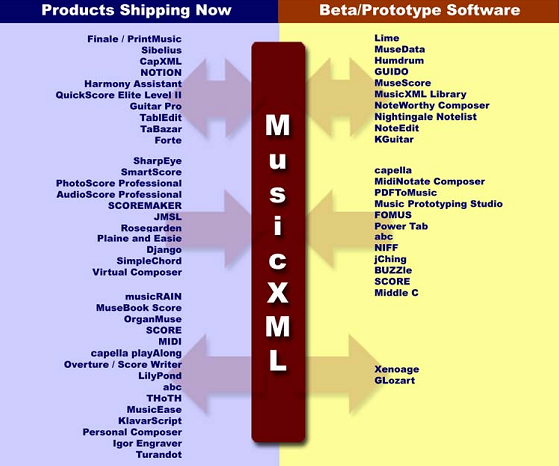 Products Shipping Now
Beta/Prototype Software
Finale / PrintMusic
Sibelius
CapXML
NOTION
Harmony Assistant
QuickScore Elite Level II
Guitar Pro
TablEdit
TaBazar
Forte
SharpEye
SmartScore
PhotoScore Professional
AudioScore Professional
SCOREMAKER
JMSL
Rosegarden
Plaine and Easie
Django
SimpleChord
Virtual Composer
musicRAIN
MuseBook Score
OrganMuse
SCORE
MIDI
capella playAlong
Overture / Score Writer
LilyPond
abc
THoTH
MusicEase
KlavarScript
Personal Composer
Igor Engraver
Turandot
MusicXML
Lime
MuseData
Humdrum
GUIDO
MuseScore
MusicXML Library
NoteWorthy Composer
Nightingale Notelist
NoteEdit
KGuitar
capella
MidiNotate Composer
PDFToMusic
Music Prototyping Studio
FOMUS
Power Tab
abc
NIFF
jChing
BUZZle
SCORE
Middle C
Xenoage
GLozart